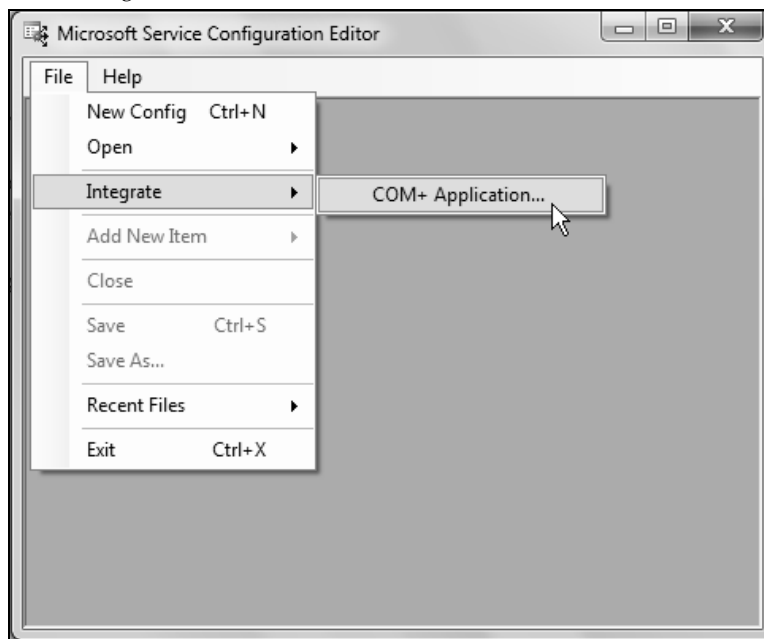 Microsoft Service Configuration Editor
File Help
New Config Ctrl+N
Open
Integrate
COM+ Application...
Add New Item
Close
Save Ctrl+S
Save As...
Recent Files
Exit Ctrl+X